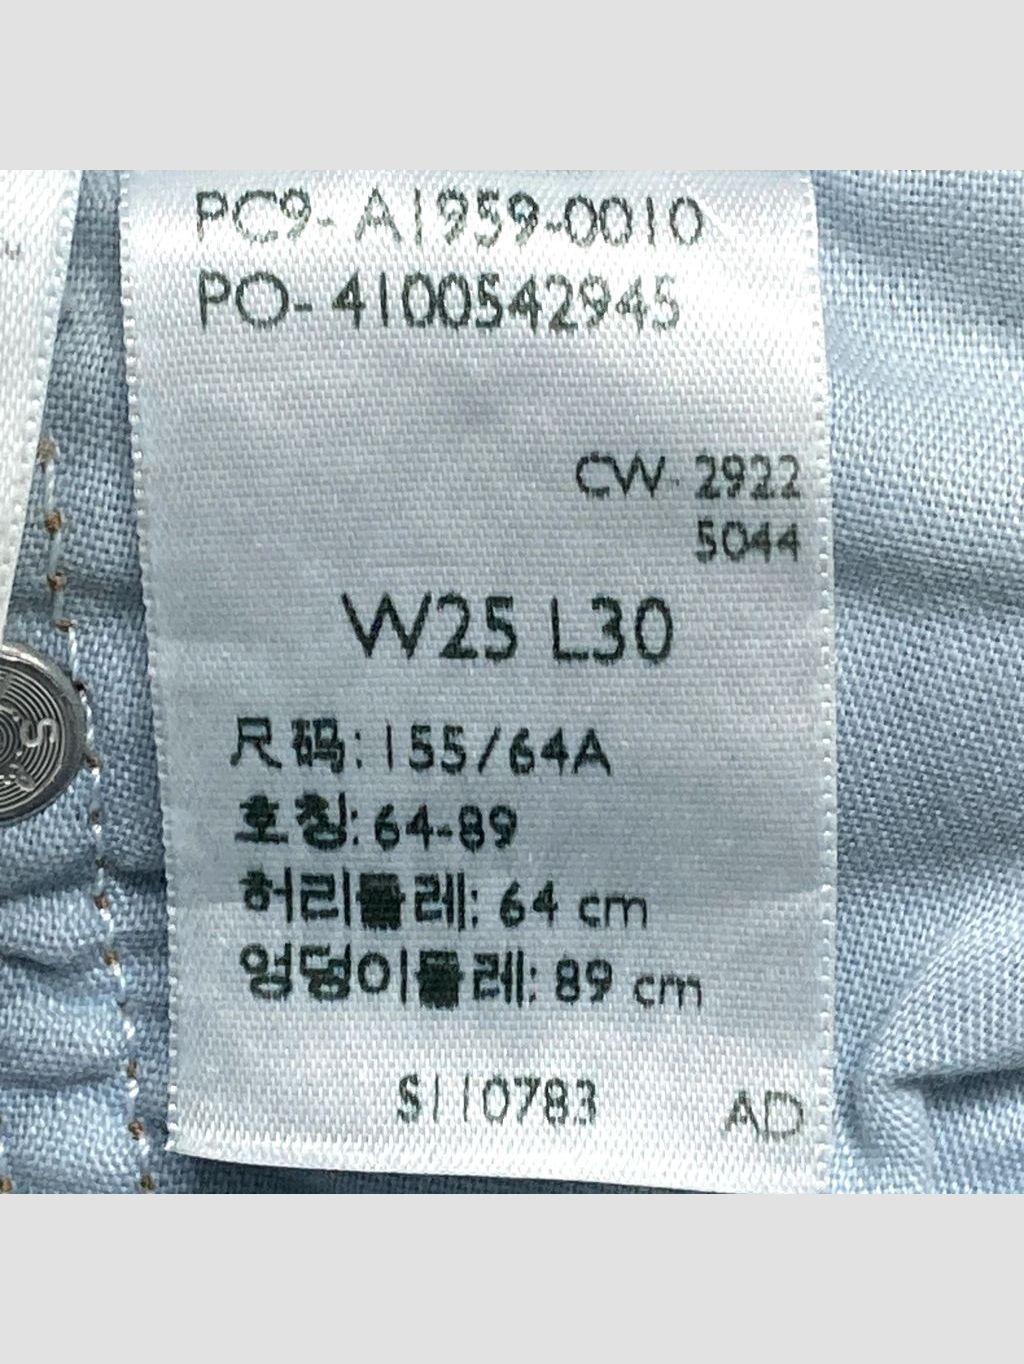 PC9-A1959-0010
PO-4100542945
CW- 2922
5044
W25 L30
尺码: 155/64A
호칭: 64-89
허리둘레: 64 cm
엉덩이둘레: 89 cm
S110783
AD